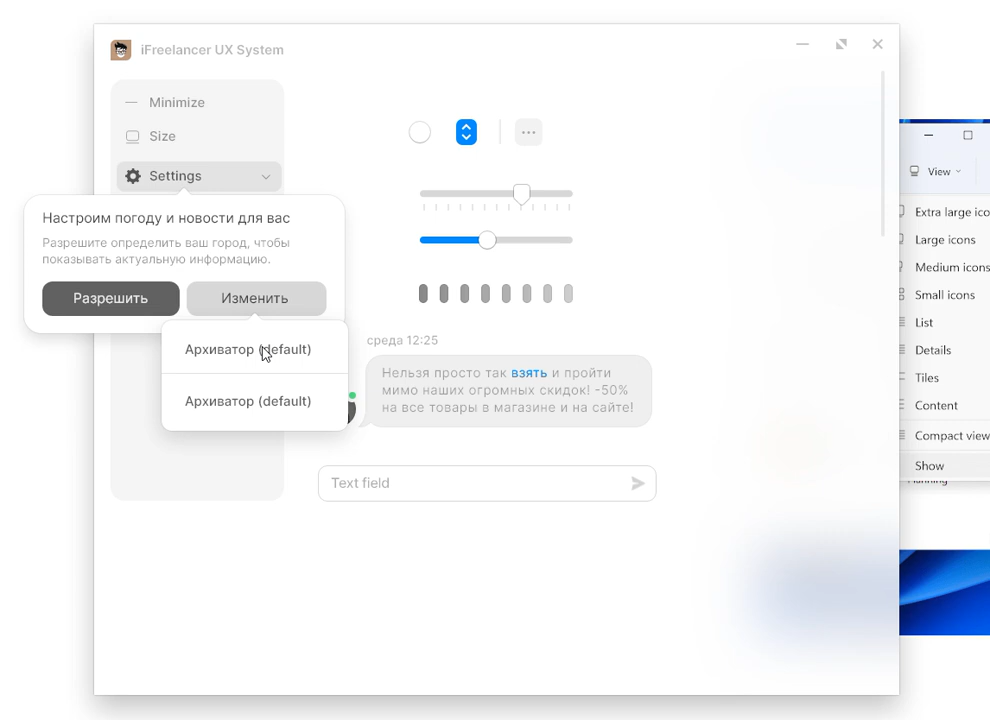 iFreelancer UX System
Minimize
Size
Settings
Настроим погоду и новости для вас
Разрешите определить ваш город, чтобы
показывать актуальную информацию.
Разрешить
Изменить
Архиватор (default)
Архиватор (default)
среда 12:25
Нельзя просто так взять и пройти
мимо наших огромных скидок! -50%
на все товары в магазине и на сайте!
Text field
View
Extra large ico
Large icons
Medium icons
Small icons
List
Details
Tiles
Content
Compact view
Show